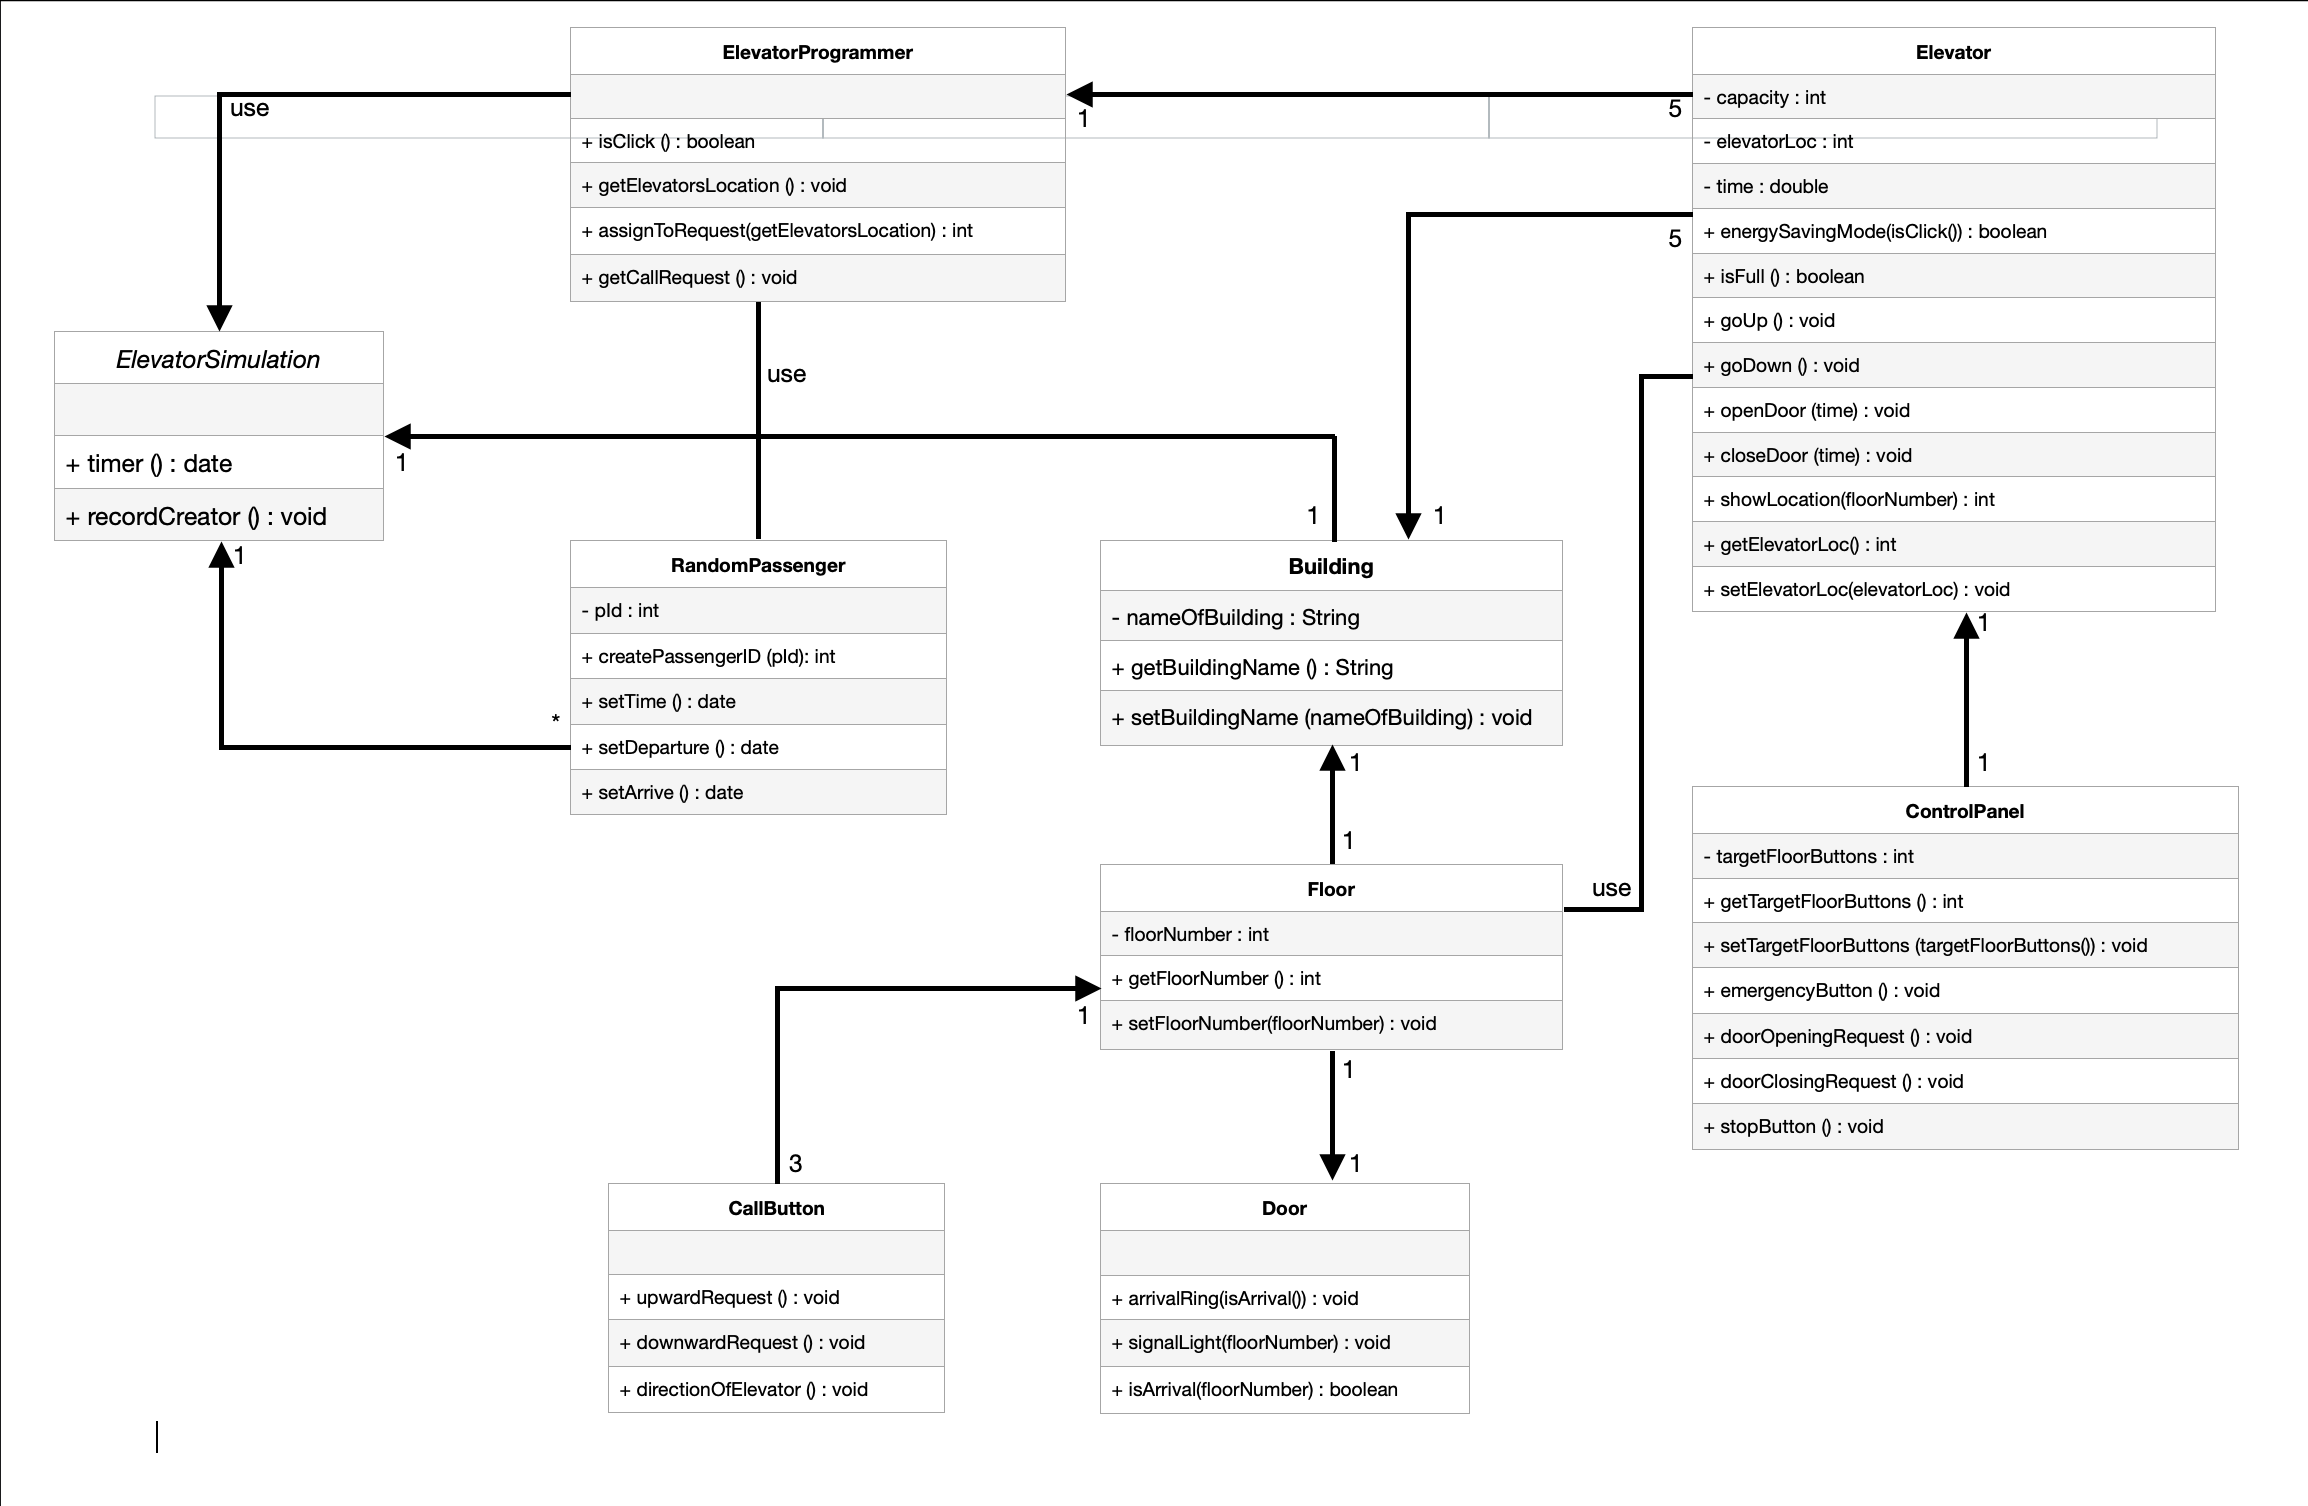 ElevatorProgrammer
+ isClick () : boolean
+ getElevatorsLocation () : void
+ assignToRequest(getElevatorsLocation) : int
+ getCallRequest () : void
Elevator
- capacity : int
- elevatorLoc : int
- time : double
+ energySavingMode(isClick()) : boolean
+ isFull () : boolean
+ goUp () : void
+ goDown () : void
+ openDoor (time) : void
+ closeDoor (time) : void
+ showLocation(floorNumber) : int
+ getElevatorLoc() : int
+ setElevatorLoc(elevatorLoc) : void
use
1
5
5
ElevatorSimulation
+ timer () : date
+ recordCreator () : void
use
1
1
1
1
*
RandomPassenger
- pId : int
+ createPassengerID (pId): int
+ setTime () : date
+ setDeparture () : date
+ setArrive () : date
Building
- nameOfBuilding : String
+ getBuildingName () : String
+ setBuildingName (nameOfBuilding) : void
1
1
1
1
ControlPanel
- targetFloorButtons : int
+ getTargetFloorButtons () : int
+ setTargetFloorButtons (targetFloorButtons()) : void
+ emergencyButton () : void
+ doorOpeningRequest () : void
+ doorClosingRequest () : void
+ stopButton () : void
Floor
- floorNumber : int
+ getFloorNumber () : int
+ setFloorNumber(floorNumber) : void
use
1
1
3
1
CallButton
+ upwardRequest () : void
+ downwardRequest () : void
+ directionOfElevator () : void
Door
+ arrivalRing(isArrival()) : void
+ signalLight(floorNumber) : void
+ isArrival(floorNumber) : boolean